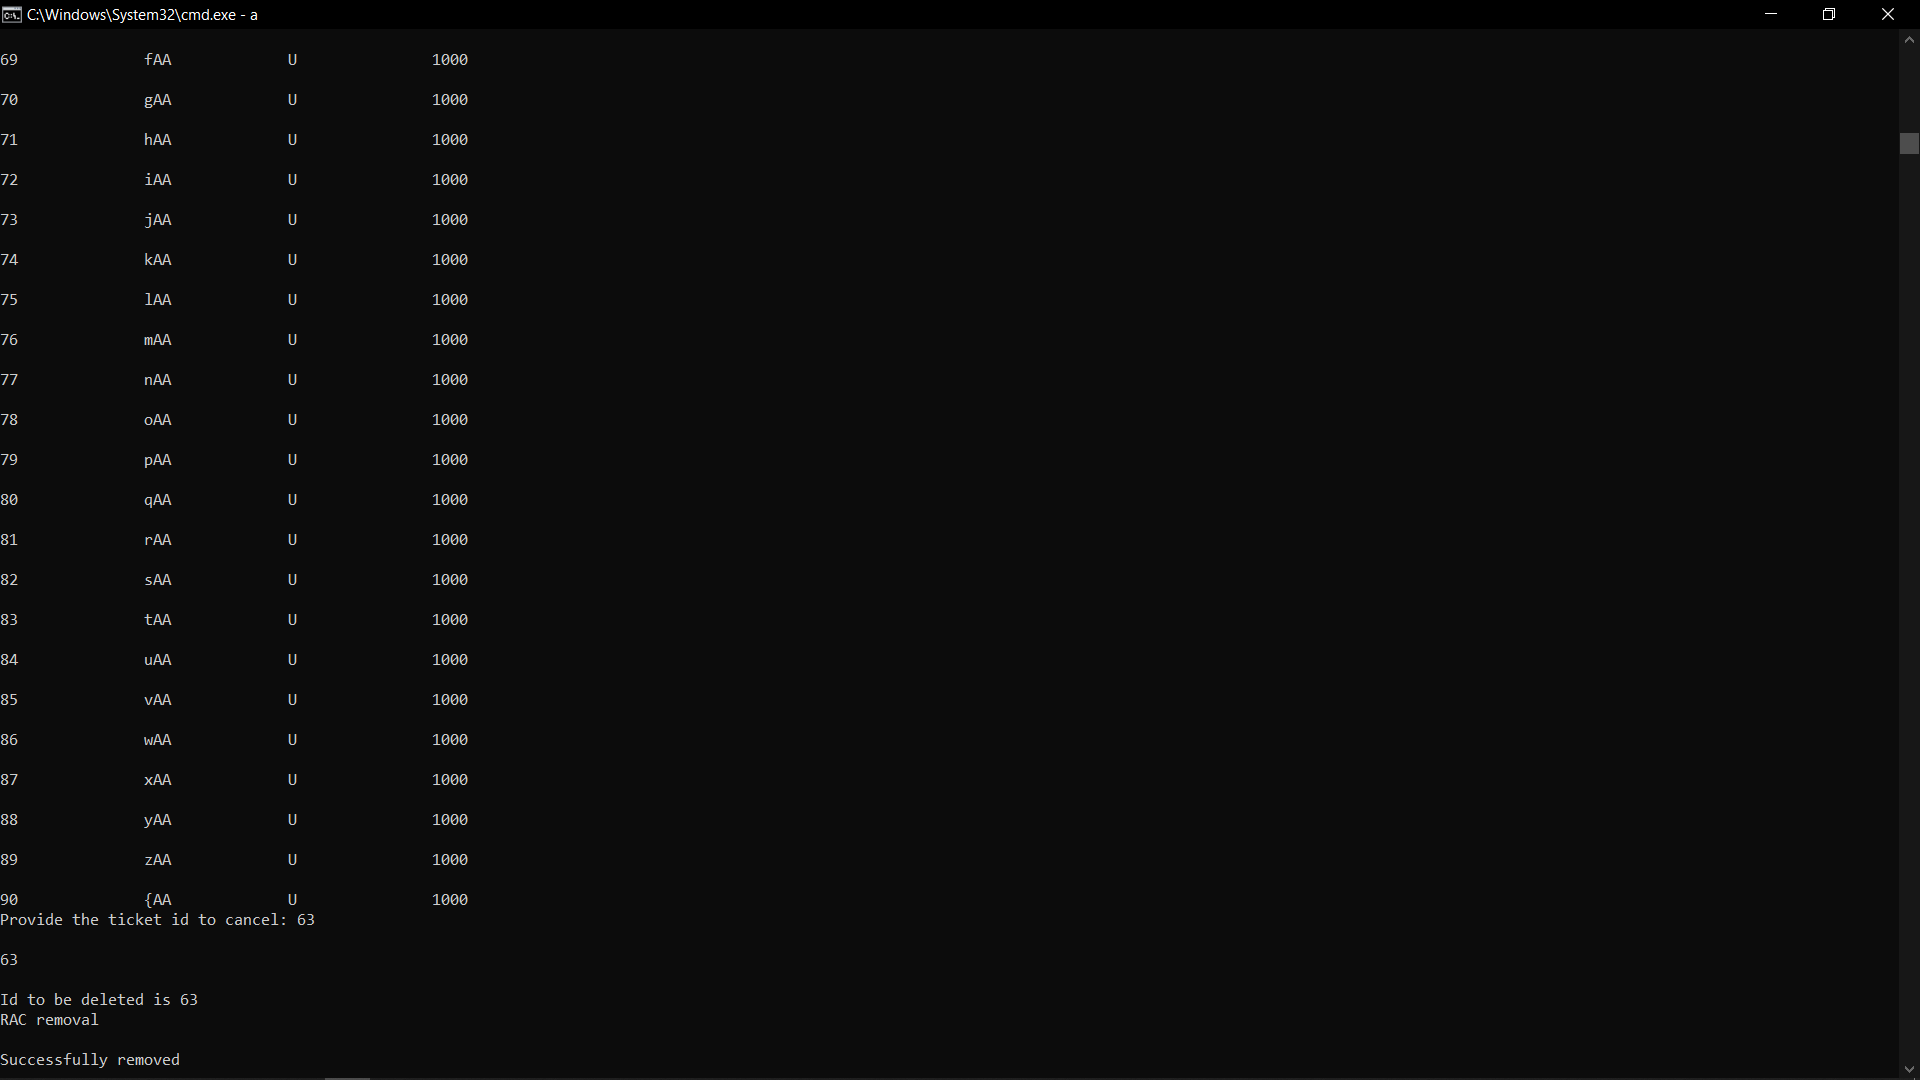 C:\Windows\System32\cmd.exe - a
69 fAA U 1000
70 gAA U 1000
71 hAA U 1000
72 iAA U 1000
73 jAA U 1000
74 kAA U 1000
75 lAA U 1000
76 mAA U 1000
77 nAA U 1000
78 oAA U 1000
79 pAA U 1000
80 qAA U 1000
81 rAA U 1000
82 sAA U 1000
83 tAA U 1000
84 uAA U 1000
85 vAA U 1000
86 wAA U 1000
87 xAA U 1000
88 yAA U 1000
89 zAA U 1000
90 {AA U 1000
Provide the ticket id to cancel: 63
63
Id to be deleted is 63
RAC removal
Successfully removed